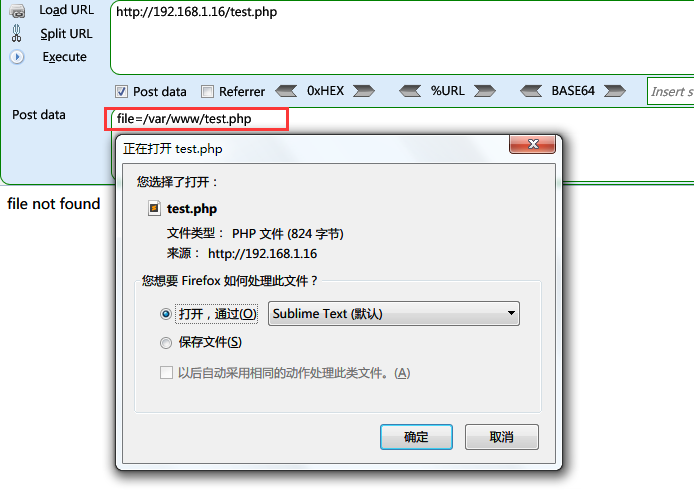 Load URL
http://192.168.1.16/test.php
Split URL
Execute
Post data
Referrer
0xHEX
%URL
BASE64
Insert s
Post data
file=/var/www/test.php
file not found
正在打开 test.php
您选择了打开：
test.php
文件类型： PHP 文件 (824 字节)
来源： http://192.168.1.16
您想要 Firefox 如何处理此文件？
打开，通过(O)
Sublime Text (默认)
保存文件(S)
以后自动采用相同的动作处理此类文件。(A)
确定
取消